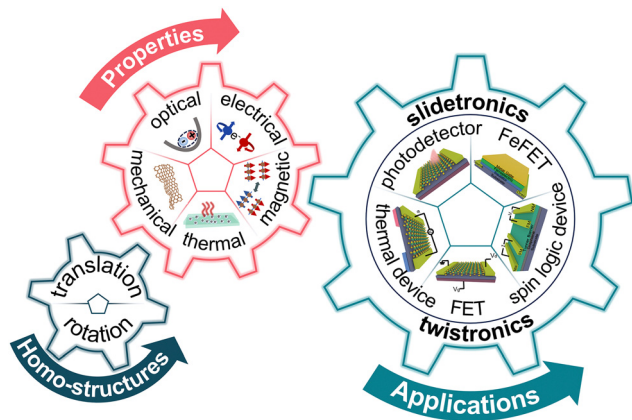 Properties
optical
electrical
mechanical
magnetic
thermal
translation
rotation
Homo-structures
slidetronics
photodetector
FeFET
thermal device
spin logic device
FET
twistronics
Applications